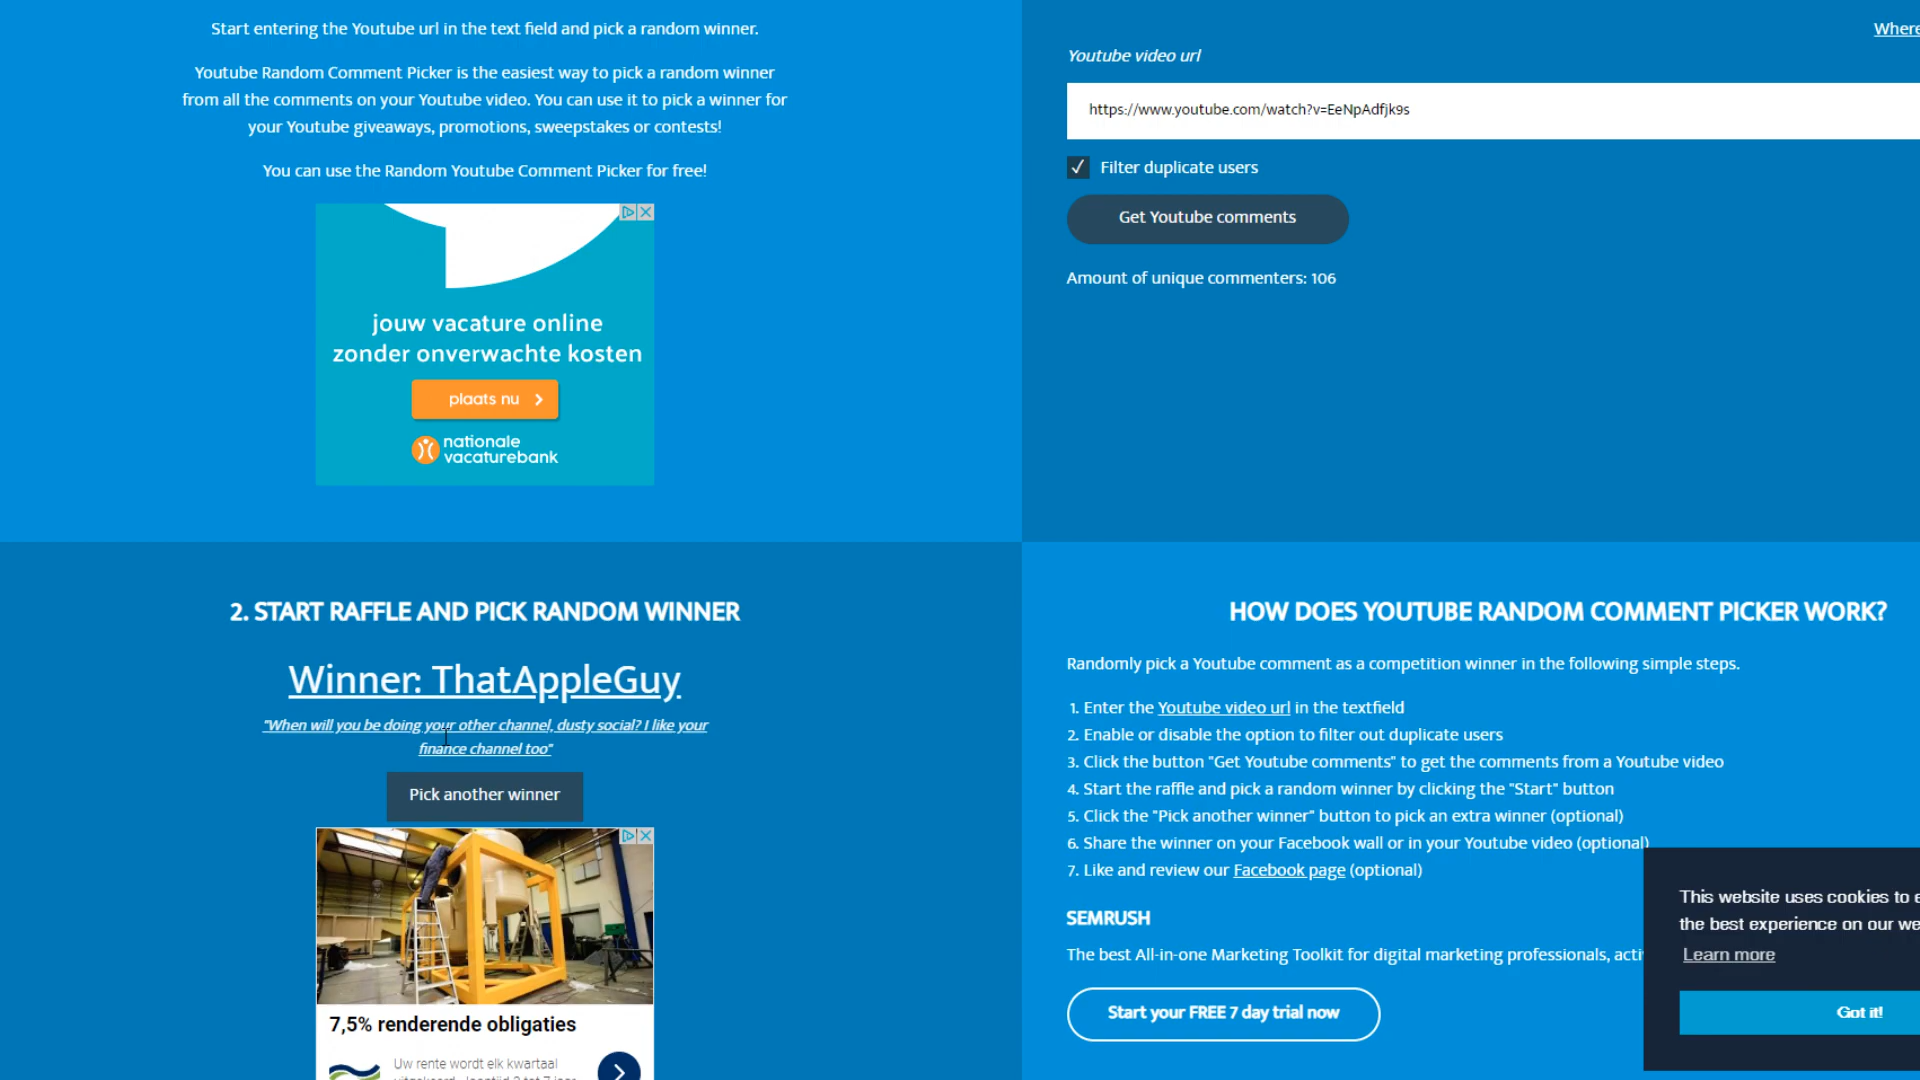 Start entering the Youtube url in the text field and pick a random winner.
Youtube Random Comment Picker is the easiest way to pick a random winner
from all the comments on your Youtube video. You can use it to pick a winner for
your Youtube giveaways, promotions, sweepstakes or contests!
You can use the Random Youtube Comment Picker for free!
jouw vacature online
zonder onverwachte kosten
plaats nu
nationale
vacaturebank
Where
Youtube video url
https://www.youtube.com/watch?v=EeNpAdfjk9s
Filter duplicate users
Get Youtube comments
Amount of unique commenters: 106
2. START RAFFLE AND PICK RANDOM WINNER
Winner: ThatAppleGuy
"When will you be doing your other channel, dusty social? I like your
finance channel too"
Pick another winner
7,5% renderende obligaties
Uw rente wordt elk kwartaal
HOW DOES YOUTUBE RANDOM COMMENT PICKER WORK?
Randomly pick a Youtube comment as a competition winner in the following simple steps.
1. Enter the Youtube video url in the textfield
2. Enable or disable the option to filter out duplicate users
3. Click the button "Get Youtube comments" to get the comments from a Youtube video
4. Start the raffle and pick a random winner by clicking the "Start" button
5. Click the "Pick another winner" button to pick an extra winner (optional)
6. Share the winner on your Facebook wall or in your Youtube video (optional)
7. Like and review our Facebook page (optional)
SEMRUSH
The best All-in-one Marketing Toolkit for digital marketing professionals, acti
Start your FREE 7 day trial now
This website uses cookies to e
the best experience on our we
Learn more
Got it!